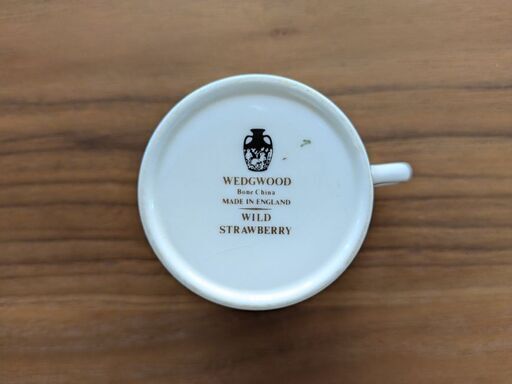 WEDGWOOD
Bone China
MADE IN ENGLAND
WILD
STRAWBERRY